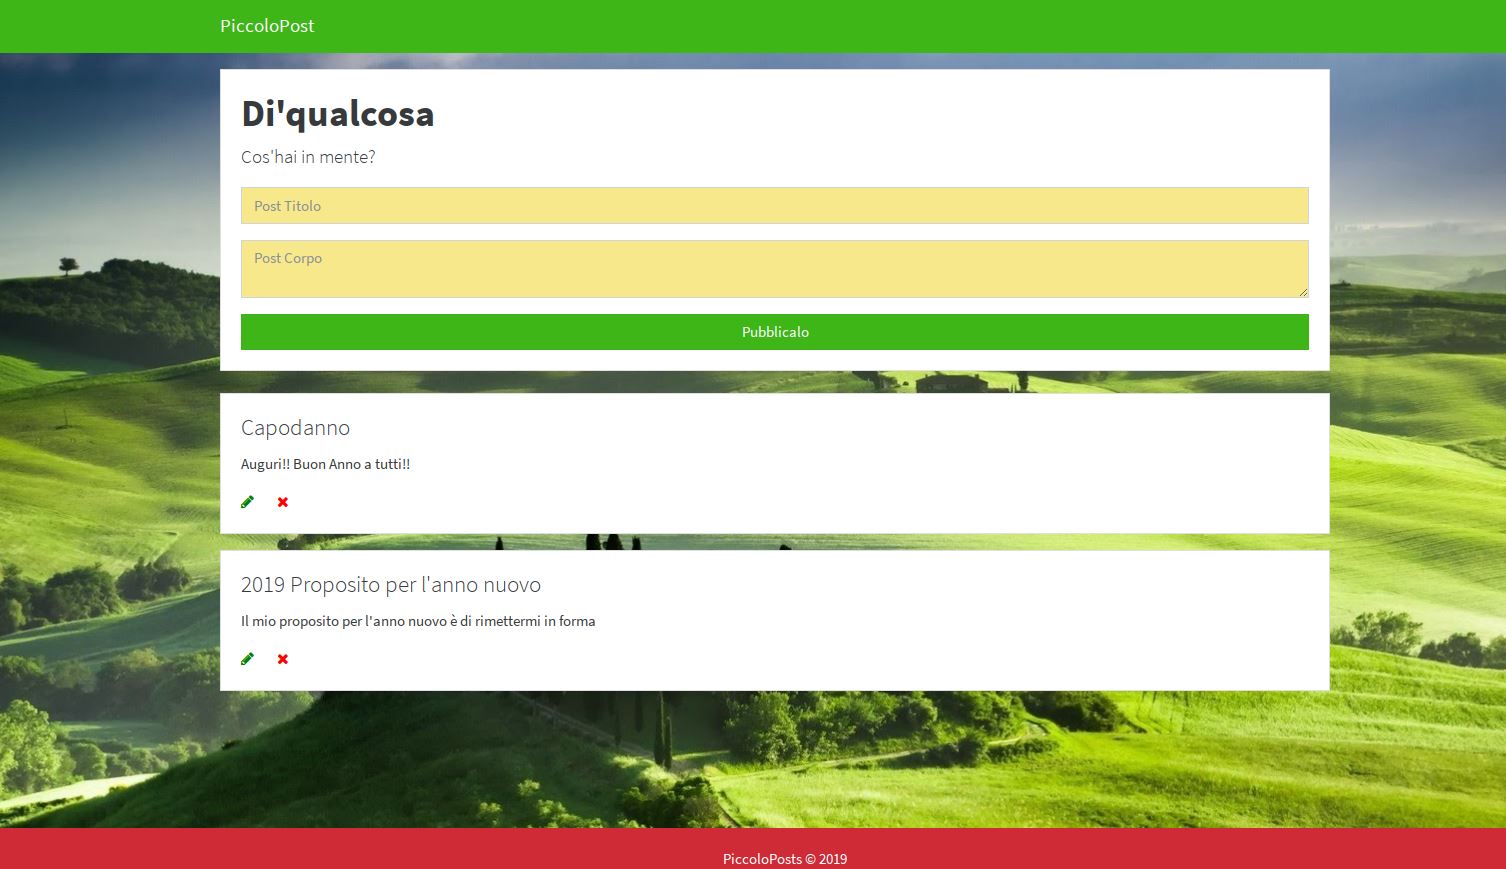 PiccoloPost
Di'qualcosa
Cos'hai in mente?
Post Titolo
Post Corpo
Pubblicalo
Capodanno
Auguri!! Buon Anno a tutti!!
2019 Proposito per l'anno nuovo
Il mio proposito per l'anno nuovo è di rimettermi in forma
PiccoloPosts © 2019